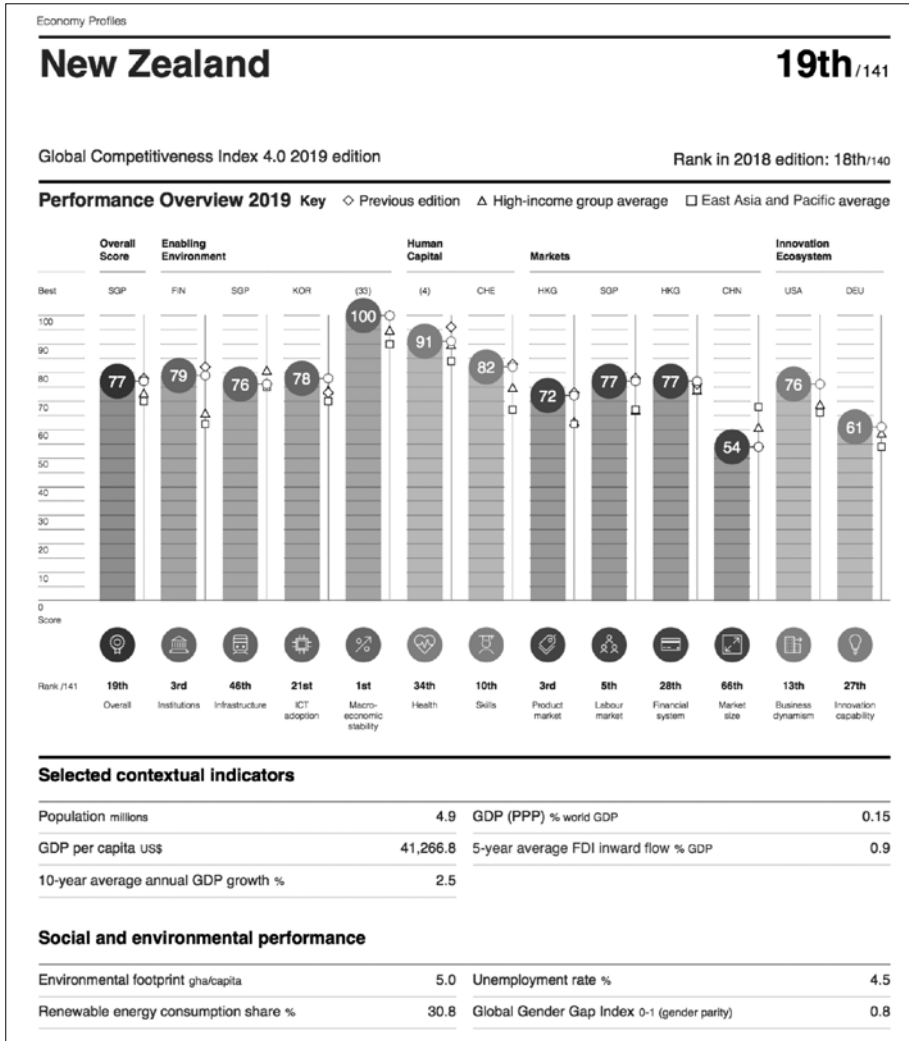 Economy Profiles
New Zealand 19th/141
Global Competitiveness Index 4.0 2019 edition Rank in 2018 edition: 18th/140
Performance Overview 2019 Key ◇ Previous edition △ High-income group average □ East Asia and Pacific average
Overall Score Enabling Environment Human Capital Markets Innovation Ecosystem
Best SGP FIN SGP KOR (33) (4) CHE HKG SGP HKG CHN USA DEU
100
90
80
70
60
50
40
30
20
10
0
Score
77 79 76 78 100 91 82 72 77 77 54 76 61
Rank /141 19th 3rd 46th 21st 1st 34th 10th 3rd 5th 28th 66th 13th 27th
Overall Institutions Infrastructure ICT adoption Macro-economic stability Health Skills Product market Labour market Financial system Market size Business dynamism Innovation capability
Selected contextual indicators
Population millions 4.9 GDP (PPP) % world GDP 0.15
GDP per capita US$ 41,266.8 5-year average FDI inward flow % GDP 0.9
10-year average annual GDP growth % 2.5
Social and environmental performance
Environmental footprint gha/capita 5.0 Unemployment rate % 4.5
Renewable energy consumption share % 30.8 Global Gender Gap Index 0-1 (gender parity) 0.8